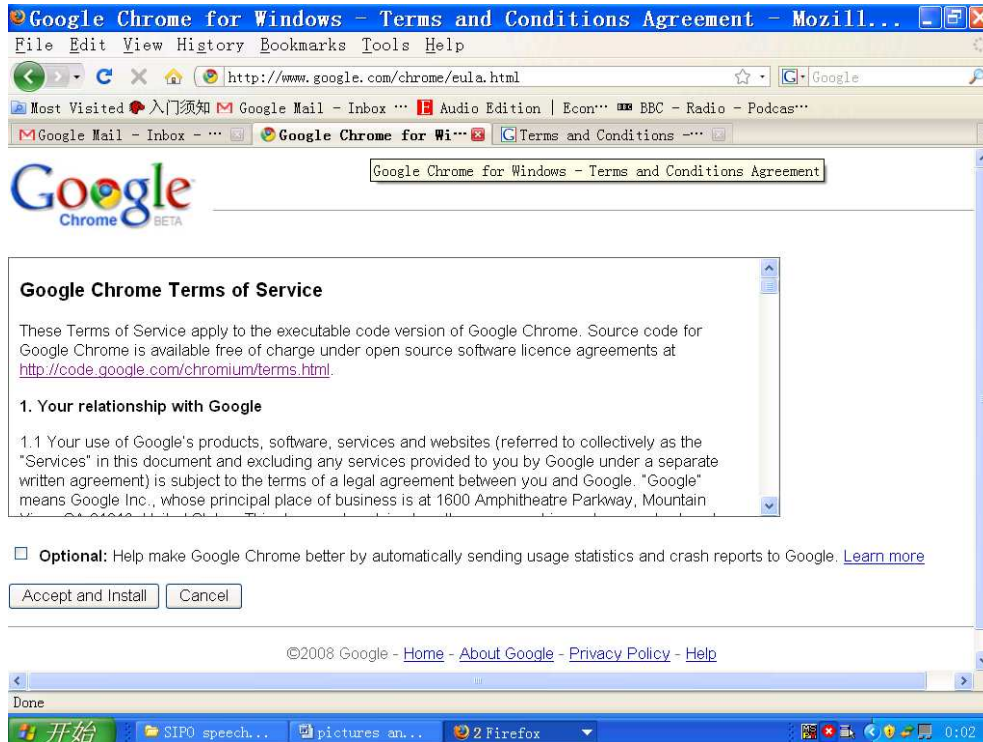 Google Chrome for Windows - Terms and Conditions Agreement - Mozill...
File Edit View History Bookmarks Tools Help
http://www.google.com/chrome/eula.html
Google
Most Visited 入门须知 Google Mail - Inbox ... Audio Edition | Econ... BBC - Radio - Podcas...
Google Mail - Inbox - ... Google Chrome for Wi... Terms and Conditions -...
Google Chrome for Windows - Terms and Conditions Agreement
Google
Chrome BETA
Google Chrome Terms of Service
These Terms of Service apply to the executable code version of Google Chrome. Source code for
Google Chrome is available free of charge under open source software licence agreements at
http://code.google.com/chromium/terms.html.
1. Your relationship with Google
1.1 Your use of Google's products, software, services and websites (referred to collectively as the
"Services" in this document and excluding any services provided to you by Google under a separate
written agreement) is subject to the terms of a legal agreement between you and Google. "Google"
means Google Inc., whose principal place of business is at 1600 Amphitheatre Parkway, Mountain
Optional: Help make Google Chrome better by automatically sending usage statistics and crash reports to Google. Learn more
Accept and Install Cancel
©2008 Google - Home - About Google - Privacy Policy - Help
Done
开始 SIPO speech... pictures an... 2 Firefox 0:02